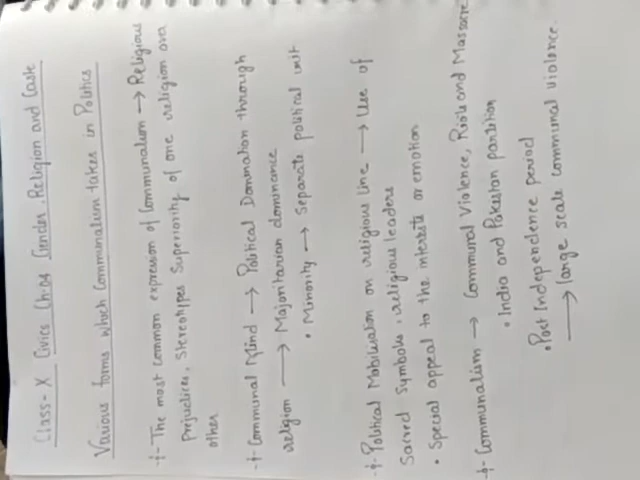 Class-X Civics Ch-04 Gender, Religion and Caste
Various forms which Communalism takes in Politics
-:- The most common expression of Communalism → Religious
Prejudices, Stereotypes Superiority of one religion over
other
-:- Communal Mind → Political Domination through
religion → Majoritarian dominance
• Minority → Separate political unit
-:- Political Mobilisation on religious line → Use of
Sacred Symbols, religious leaders
• Special appeal to the interests or emotion
-:- Communalism → Communal Violence, Riots and Massacre
• India and Pakistan partition
• Post Independence period
→ large scale communal violence.